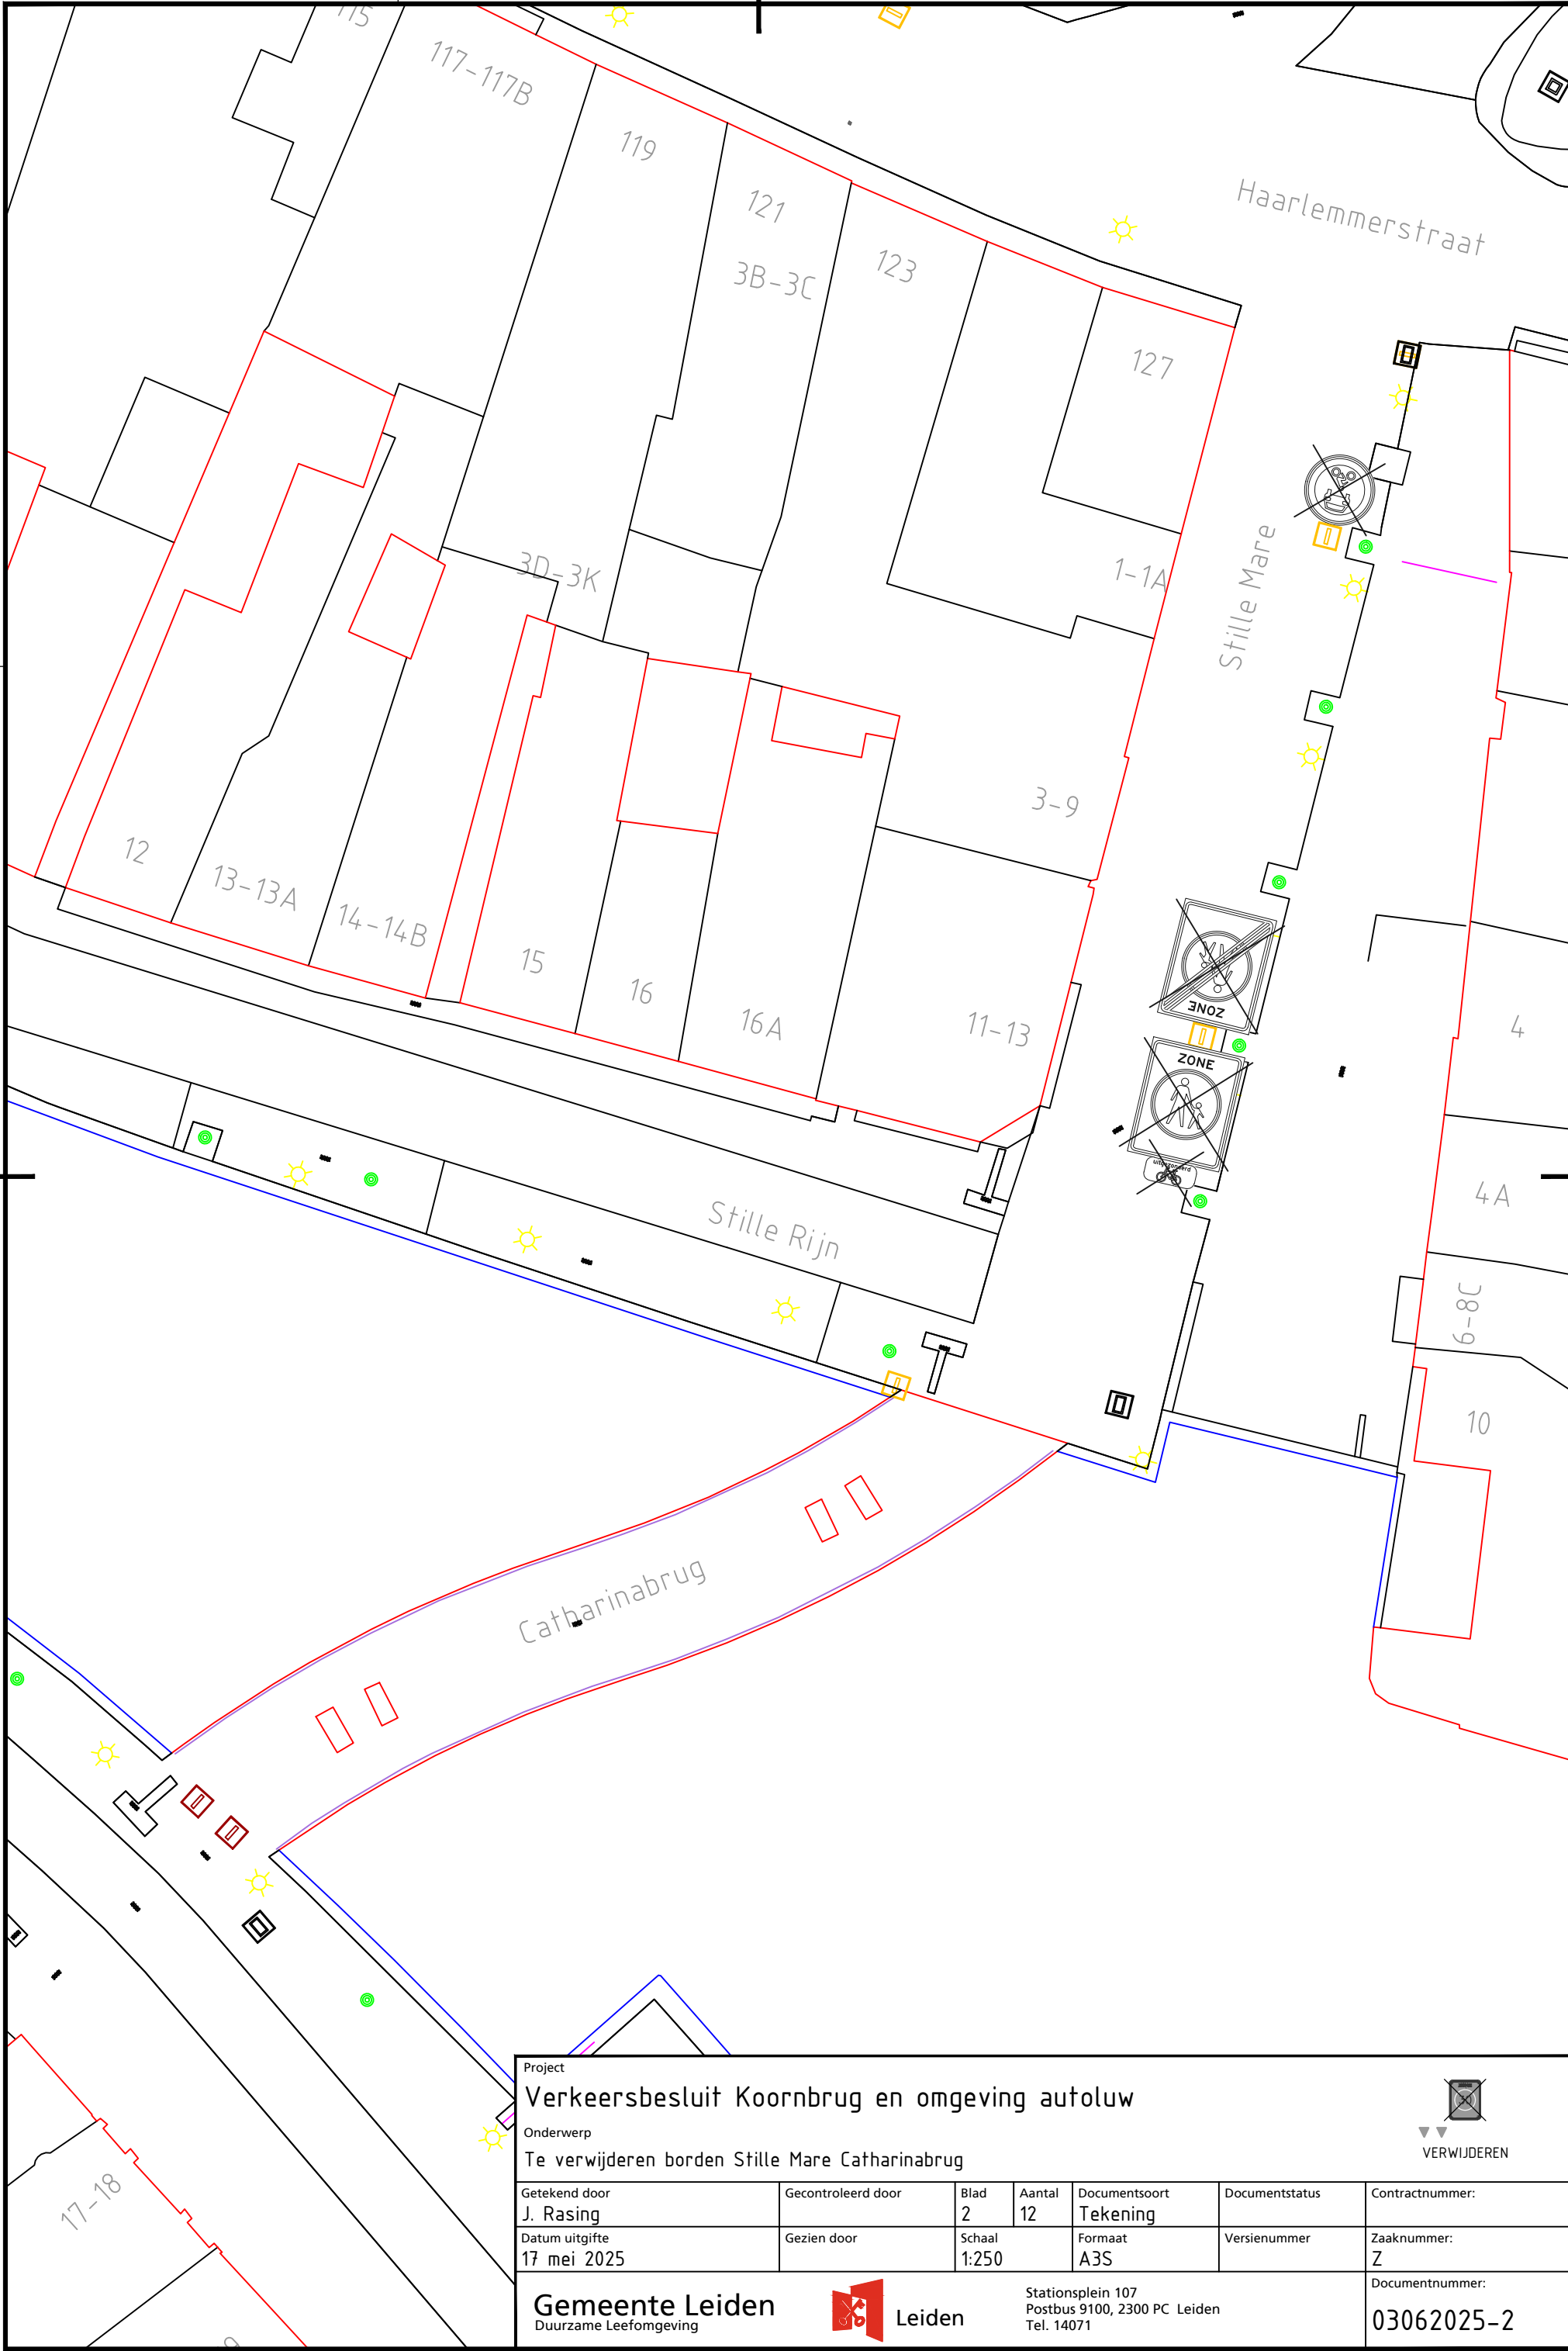 115
117-117B
119
121
3B-3C
123
Haarlemmerstraat
127
3D-3K
1-1A
Stille Mare
3-9
12
13-13A
14-14B
15
16
16A
11-13
ZONE
ZONE
uitgezonderd
4
4A
6-8C
10
Stille Rijn
Catharinabrug
17-18
Project
Verkeersbesluit Koornbrug en omgeving autoluw
Onderwerp
Te verwijderen borden Stille Mare Catharinabrug
VERWIJDEREN
Getekend door
J. Rasing
Gecontroleerd door
Blad
2
Aantal
12
Documentsoort
Tekening
Documentstatus
Contractnummer:
Datum uitgifte
17 mei 2025
Gezien door
Schaal
1:250
Formaat
A3S
Versienummer
Zaaknummer:
Z
Gemeente Leiden
Duurzame Leefomgeving
Leiden
Stationsplein 107
Postbus 9100, 2300 PC Leiden
Tel. 14071
Documentnummer:
03062025-2